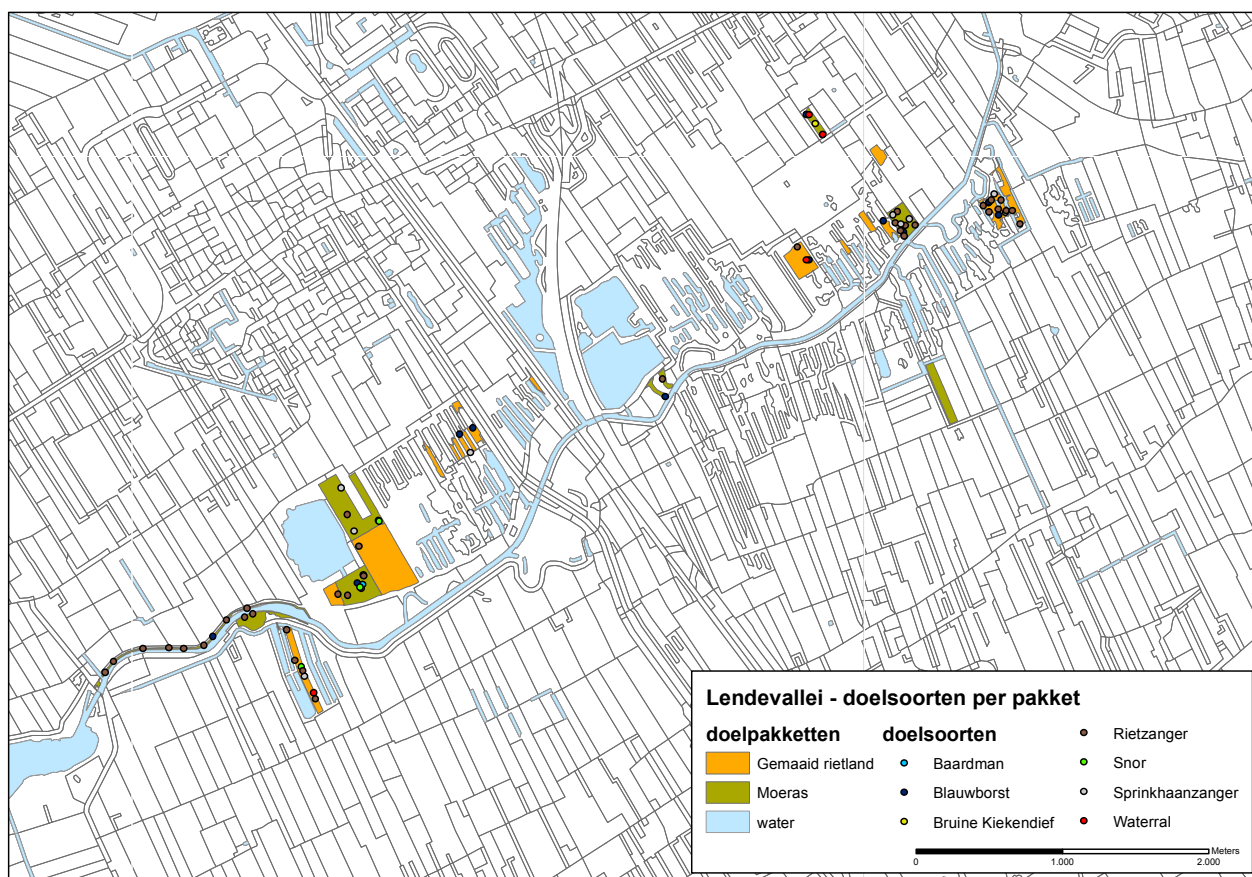 Lendevallei - doelsoorten per pakket
doelpakketten
Gemaaid rietland
Moeras
water
doelsoorten
Baardman
Blauwborst
Bruine Kiekendief
Rietzanger
Snor
Sprinkhaanzanger
Waterral
Meters
0 1.000 2.000